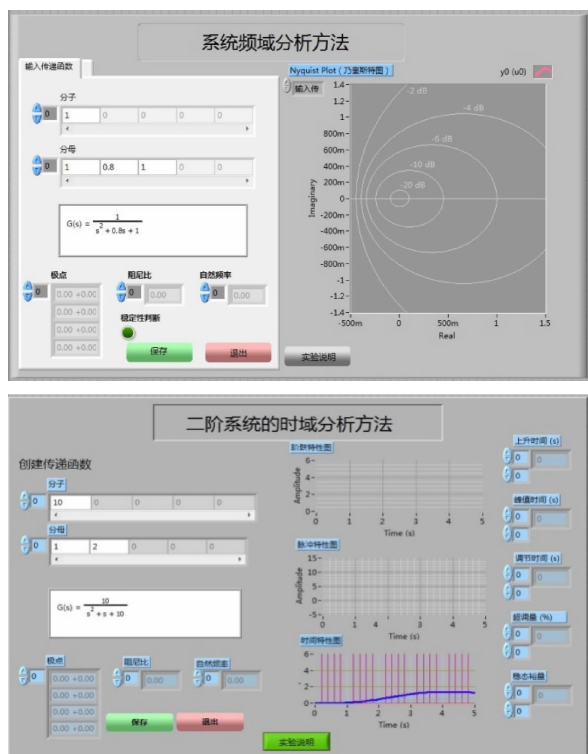 系统频域分析方法
输入传递函数
分子
0 1 0 0 0 0
分母
0 1 0.8 1 0 0
G(s) = 1 / s^2 + 0.8s + 1
极点 阻尼比 自然频率
0 0.00 +0.00 0 0.00 0 0.00
0.00 +0.00
0.00 +0.00
0.00 +0.00
稳定性判断
保存 退出
Nyquist Plot (乃奎斯特图) y0 (u0)
输入传
1.4
1.2
1
800m
600m
400m
200m
0
-200m
-400m
-600m
-800m
-1
-1.2
-1.4
Imaginary
-2 dB
-4 dB
-6 dB
-10 dB
-20 dB
-500m 0 500m 1 1.5
Real
实验说明
二阶系统的时域分析方法
创建传递函数
分子
0 10 0 0 0 0
分母
0 1 2 0 0 0
G(s) = 10 / s^2 + s + 10
极点 阻尼比 自然频率
0 0.00 +0.00 0 0.00 0 0.00
0.00 +0.00
0.00 +0.00
0.00 +0.00
保存 退出
阶跃特性图
6
4
2
0
Amplitude
0 1 2 3 4 5
Time (s)
脉冲特性图
15
10
5
0
-5
Amplitude
0 1 2 3 4 5
Time (s)
时间特性图
6
4
2
0
0 1 2 3 4 5
Time (s)
上升时间 (s)
0 0
0
峰值时间 (s)
0 0
0
调节时间 (s)
0 0
0
超调量 (%)
0 0
0
稳态裕量
0 0
0
实验说明